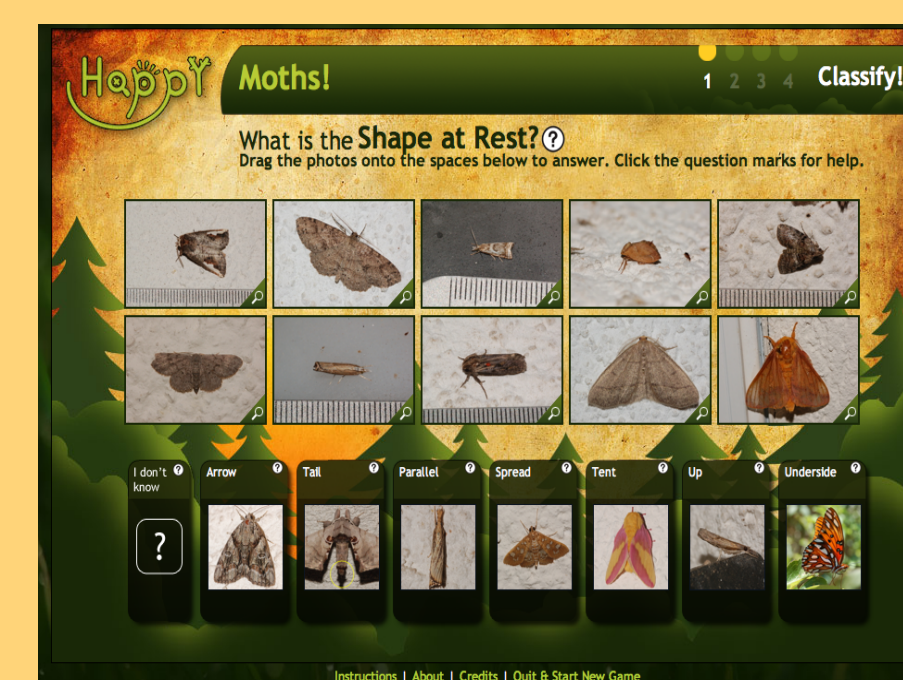 Happy
Moths!
1 2 3 4
Classify!
What is the Shape at Rest? ?
Drag the photos onto the spaces below to answer. Click the question marks for help.
I don't know ?
?
Arrow ?
Tail ?
Parallel ?
Spread ?
Tent ?
Up ?
Underside ?
Instructions | About | Credits | Quit & Start New Game